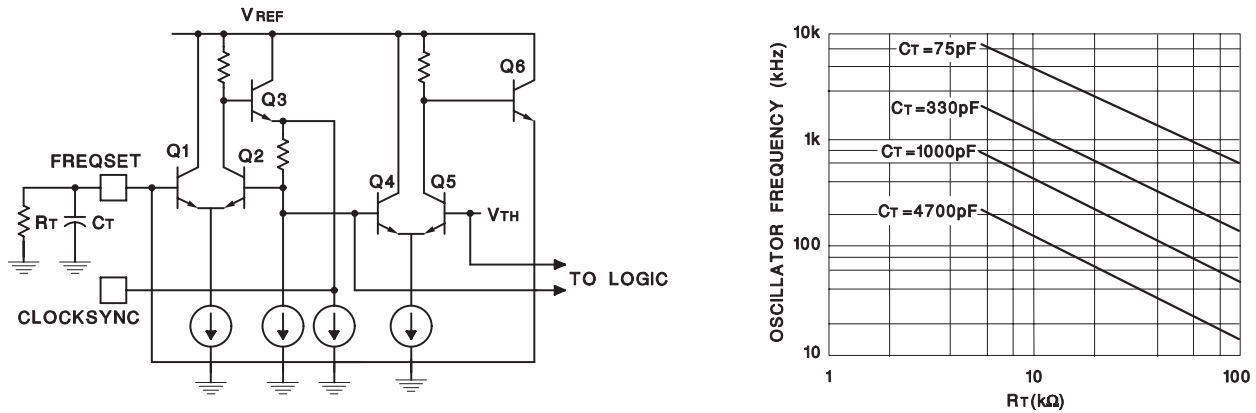 VREF
Q6
Q3
Q1
Q2
FREQSET
Q4
Q5
RT
CT
VTH
TO LOGIC
CLOCKSYNC
OSCILLATOR FREQUENCY (kHz)
10k
1k
100
10
CT=75pF
CT=330pF
CT=1000pF
CT=4700pF
1
10
100
RT(kΩ)